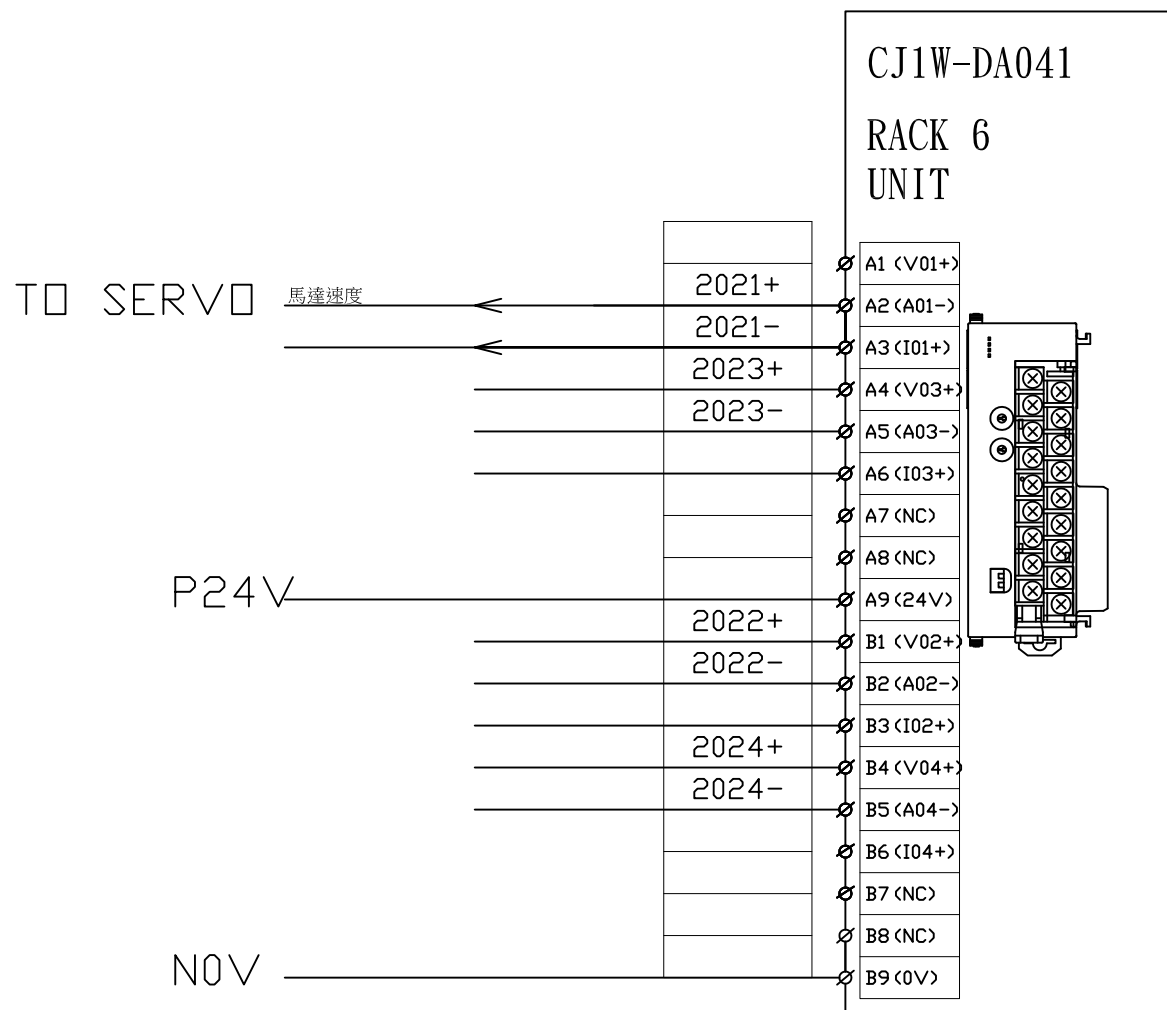 CJ1W-DA041
RACK 6
UNIT
A1 (V01+)
TO SERVO 馬達速度 2021+ A2 (A01-)
2021- A3 (I01+)
2023+ A4 (V03+)
2023- A5 (A03-)
A6 (I03+)
A7 (NC)
A8 (NC)
P24V A9 (24V)
2022+ B1 (V02+)
2022- B2 (A02-)
B3 (I02+)
2024+ B4 (V04+)
2024- B5 (A04-)
B6 (I04+)
B7 (NC)
B8 (NC)
N0V B9 (0V)